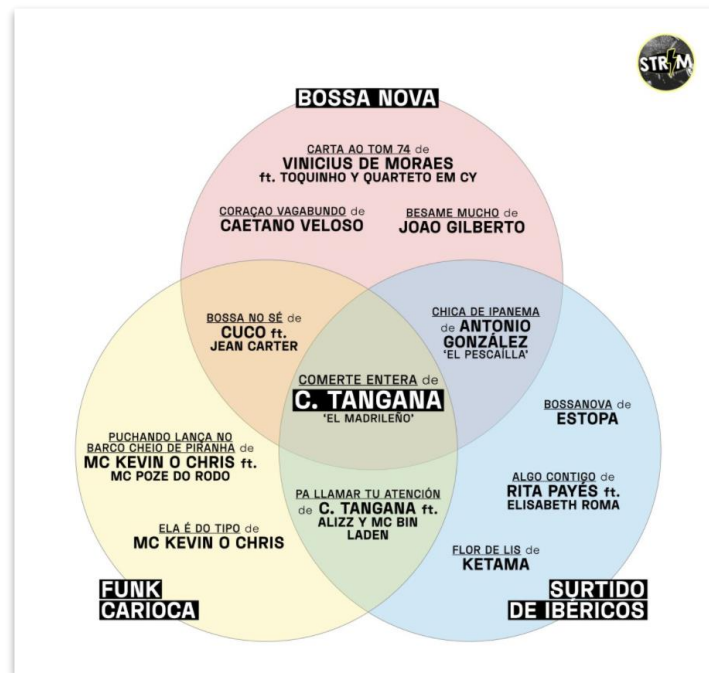 STRIM
BOSSA NOVA
CARTA AO TOM 74 de
VINICIUS DE MORAES
ft. TOQUINHO Y QUARTETO EM CY
CORAÇAO VAGABUNDO de
CAETANO VELOSO
BESAME MUCHO de
JOAO GILBERTO
BOSSA NO SÉ de
CUCO ft.
JEAN CARTER
CHICA DE IPANEMA
de ANTONIO
GONZÁLEZ
'EL PESCAÍLLA'
COMERTE ENTERA de
C. TANGANA
'EL MADRILEÑO'
BOSSANOVA de
ESTOPA
PUCHANDO LANÇA NO
BARCO CHEIO DE PIRANHA de
MC KEVIN O CHRIS ft.
MC POZE DO RODO
PA LLAMAR TU ATENCIÓN
de C. TANGANA ft.
ALIZZ Y MC BIN
LADEN
ALGO CONTIGO de
RITA PAYÉS ft.
ELISABETH ROMA
ELA É DO TIPO de
MC KEVIN O CHRIS
FLOR DE LIS de
KETAMA
FUNK
CARIOCA
SURTIDO
DE IBÉRICOS